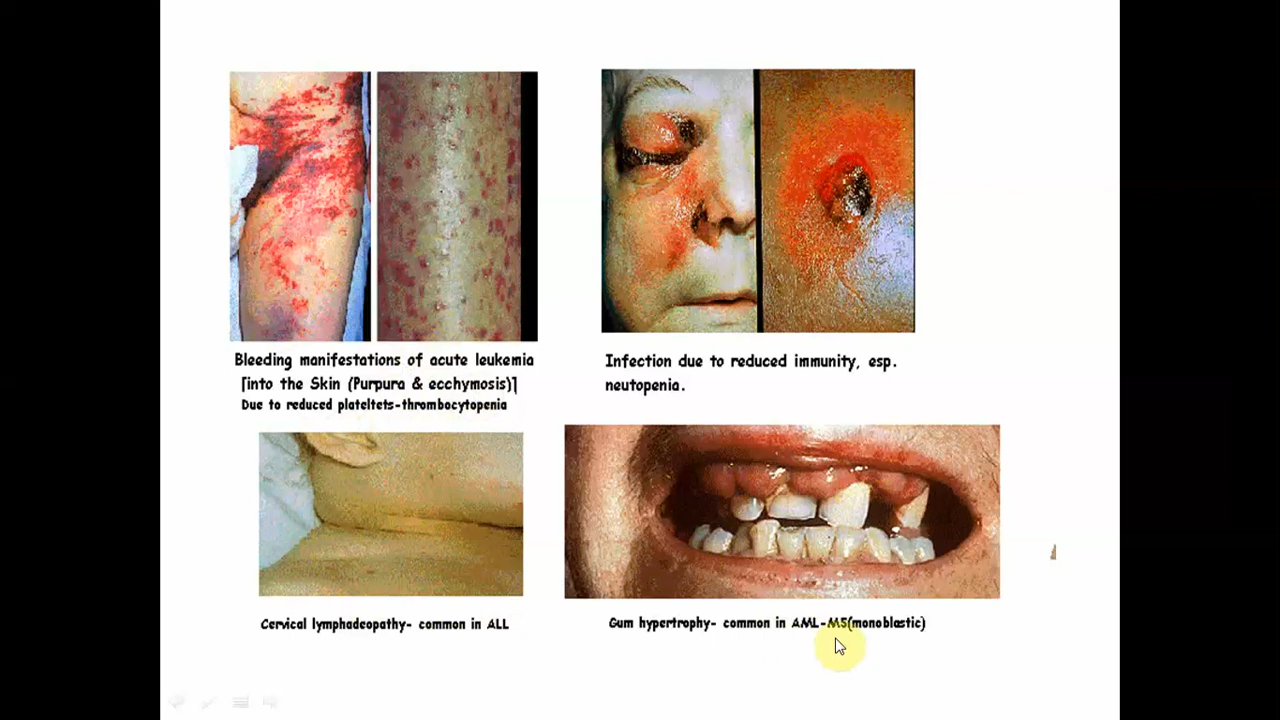 Bleeding manifestations of acute leukemia
[into the Skin (Purpura & ecchymosis)]
Due to reduced plateltets-thrombocytopenia
Infection due to reduced immunity, esp.
neutopenia.
Cervical lymphadeopathy- common in ALL
Gum hypertrophy- common in AML-M5(monoblastic)